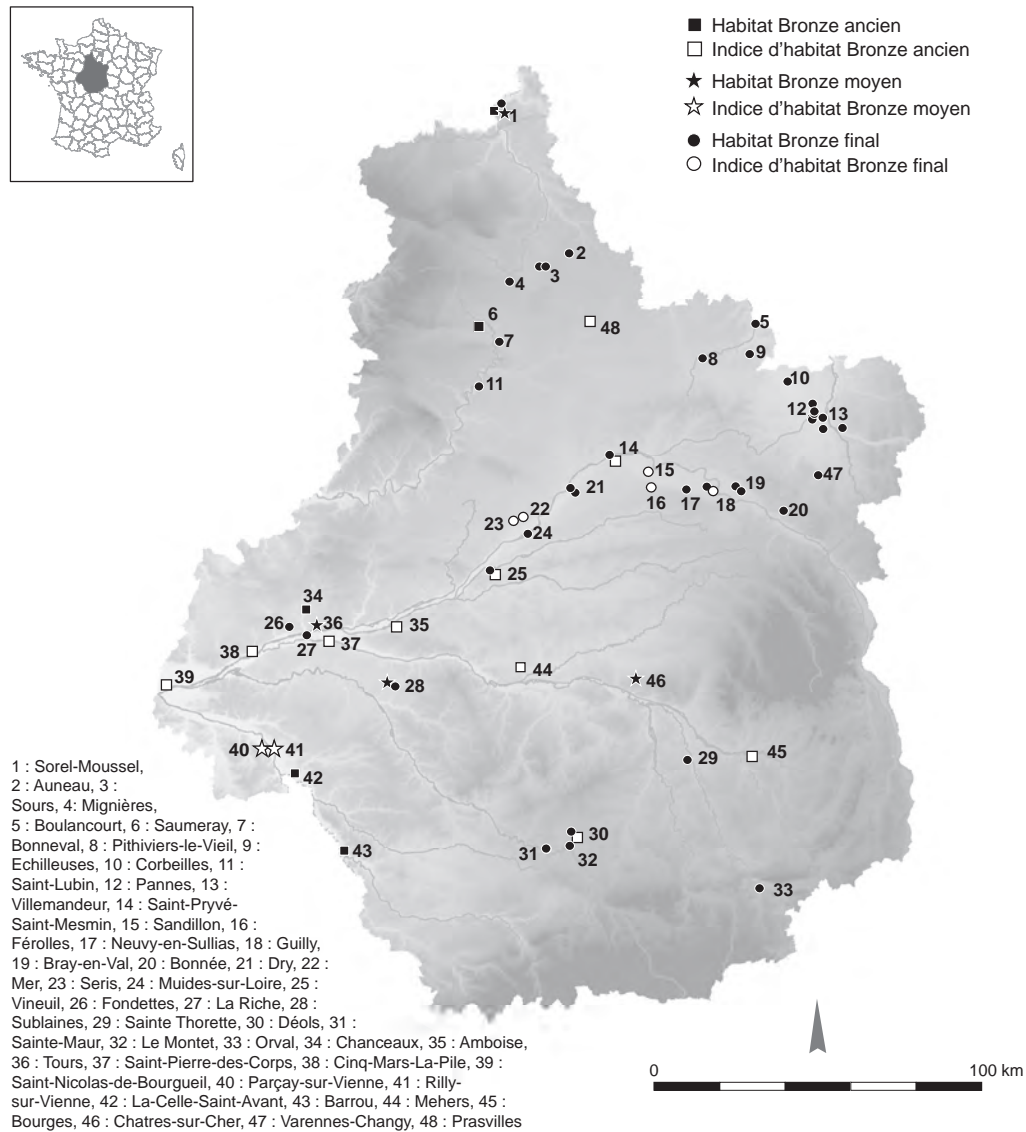 Habitat Bronze ancien
Indice d'habitat Bronze ancien
Habitat Bronze moyen
Indice d'habitat Bronze moyen
Habitat Bronze final
Indice d'habitat Bronze final
1
2
3
4
5
6
48
7
8
9
10
11
12
13
14
15
47
16
17
18
19
20
21
22
23
24
25
34
26
36
27
37
35
38
39
44
46
28
40
41
42
29
45
43
30
31
32
33
1 : Sorel-Moussel,
2 : Auneau, 3 :
Sours, 4: Mignières,
5 : Boulancourt, 6 : Saumeray, 7 :
Bonneval, 8 : Pithiviers-le-Vieil, 9 :
Echilleuses, 10 : Corbeilles, 11 :
Saint-Lubin, 12 : Pannes, 13 :
Villemandeur, 14 : Saint-Pryvé-
Saint-Mesmin, 15 : Sandillon, 16 :
Férolles, 17 : Neuvy-en-Sullias, 18 : Guilly,
19 : Bray-en-Val, 20 : Bonnée, 21 : Dry, 22 :
Mer, 23 : Seris, 24 : Muides-sur-Loire, 25 :
Vineuil, 26 : Fondettes, 27 : La Riche, 28 :
Sublaines, 29 : Sainte Thorette, 30 : Déols, 31 :
Sainte-Maur, 32 : Le Montet, 33 : Orval, 34 : Chanceaux, 35 : Amboise,
36 : Tours, 37 : Saint-Pierre-des-Corps, 38 : Cinq-Mars-La-Pile, 39 :
Saint-Nicolas-de-Bourgueil, 40 : Parçay-sur-Vienne, 41 : Rilly-
sur-Vienne, 42 : La-Celle-Saint-Avant, 43 : Barrou, 44 : Mehers, 45 :
Bourges, 46 : Chatres-sur-Cher, 47 : Varennes-Changy, 48 : Prasvilles
0
100 km